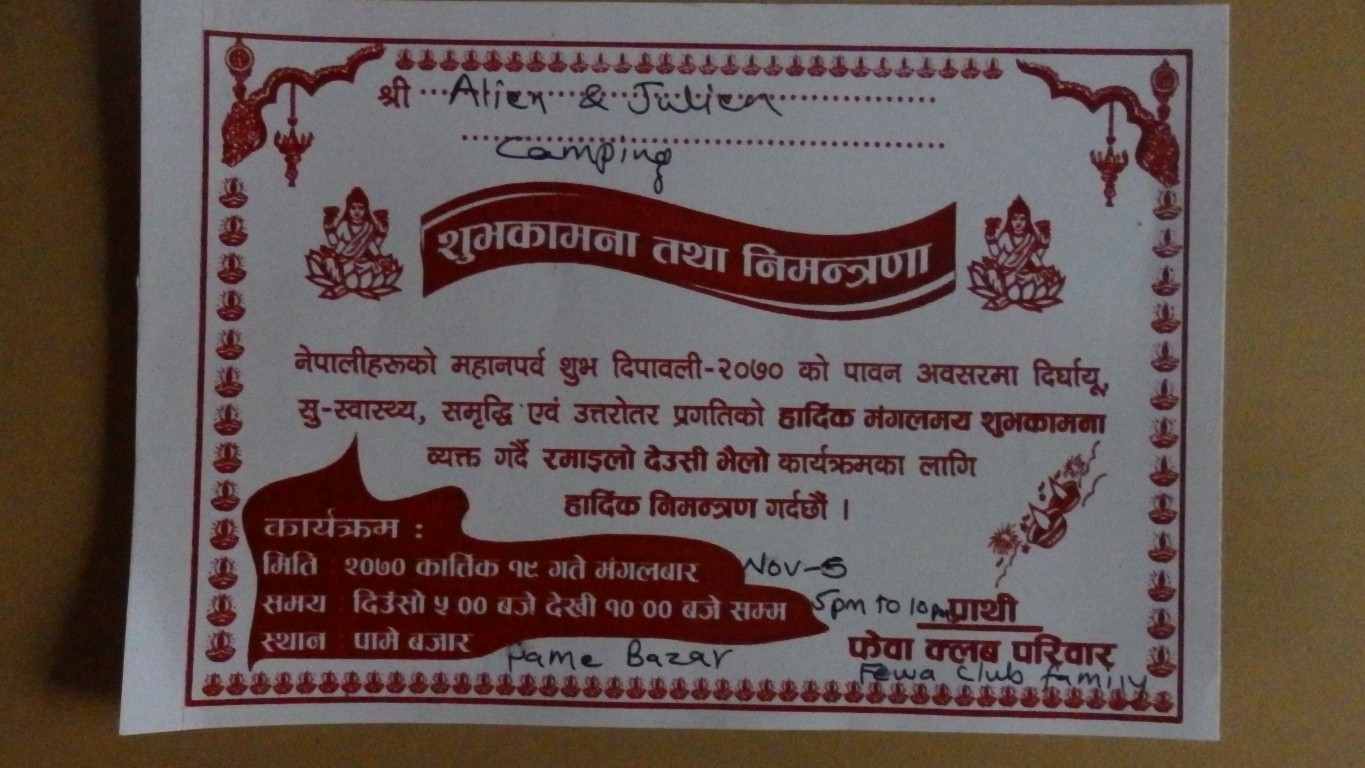 श्री Alien & Julien
Camping
शुभकामना तथा निमन्त्रणा
नेपालीहरूको महानपर्व शुभ दिपावली-२०७० को पावन अवसरमा दिर्घायू,
सु-स्वास्थ्य, समृद्धि एवं उत्तरोतर प्रगतिको हार्दिक मंगलमय शुभकामना
व्यक्त गर्दै रमाइलो देउसी भैलो कार्यक्रमका लागि
हार्दिक निमन्त्रण गर्दछौं ।
कार्यक्रम :
मिति : २०७० कार्तिक १९ गते मंगलबार Nov-5
समय : दिउँसो ५:०० बजे देखी १०:०० बजे सम्म 5pm to 10pm
स्थान : पामे बजार Pame Bazar
प्रार्थी
फेवा क्लब परिवार
Fewa Club family